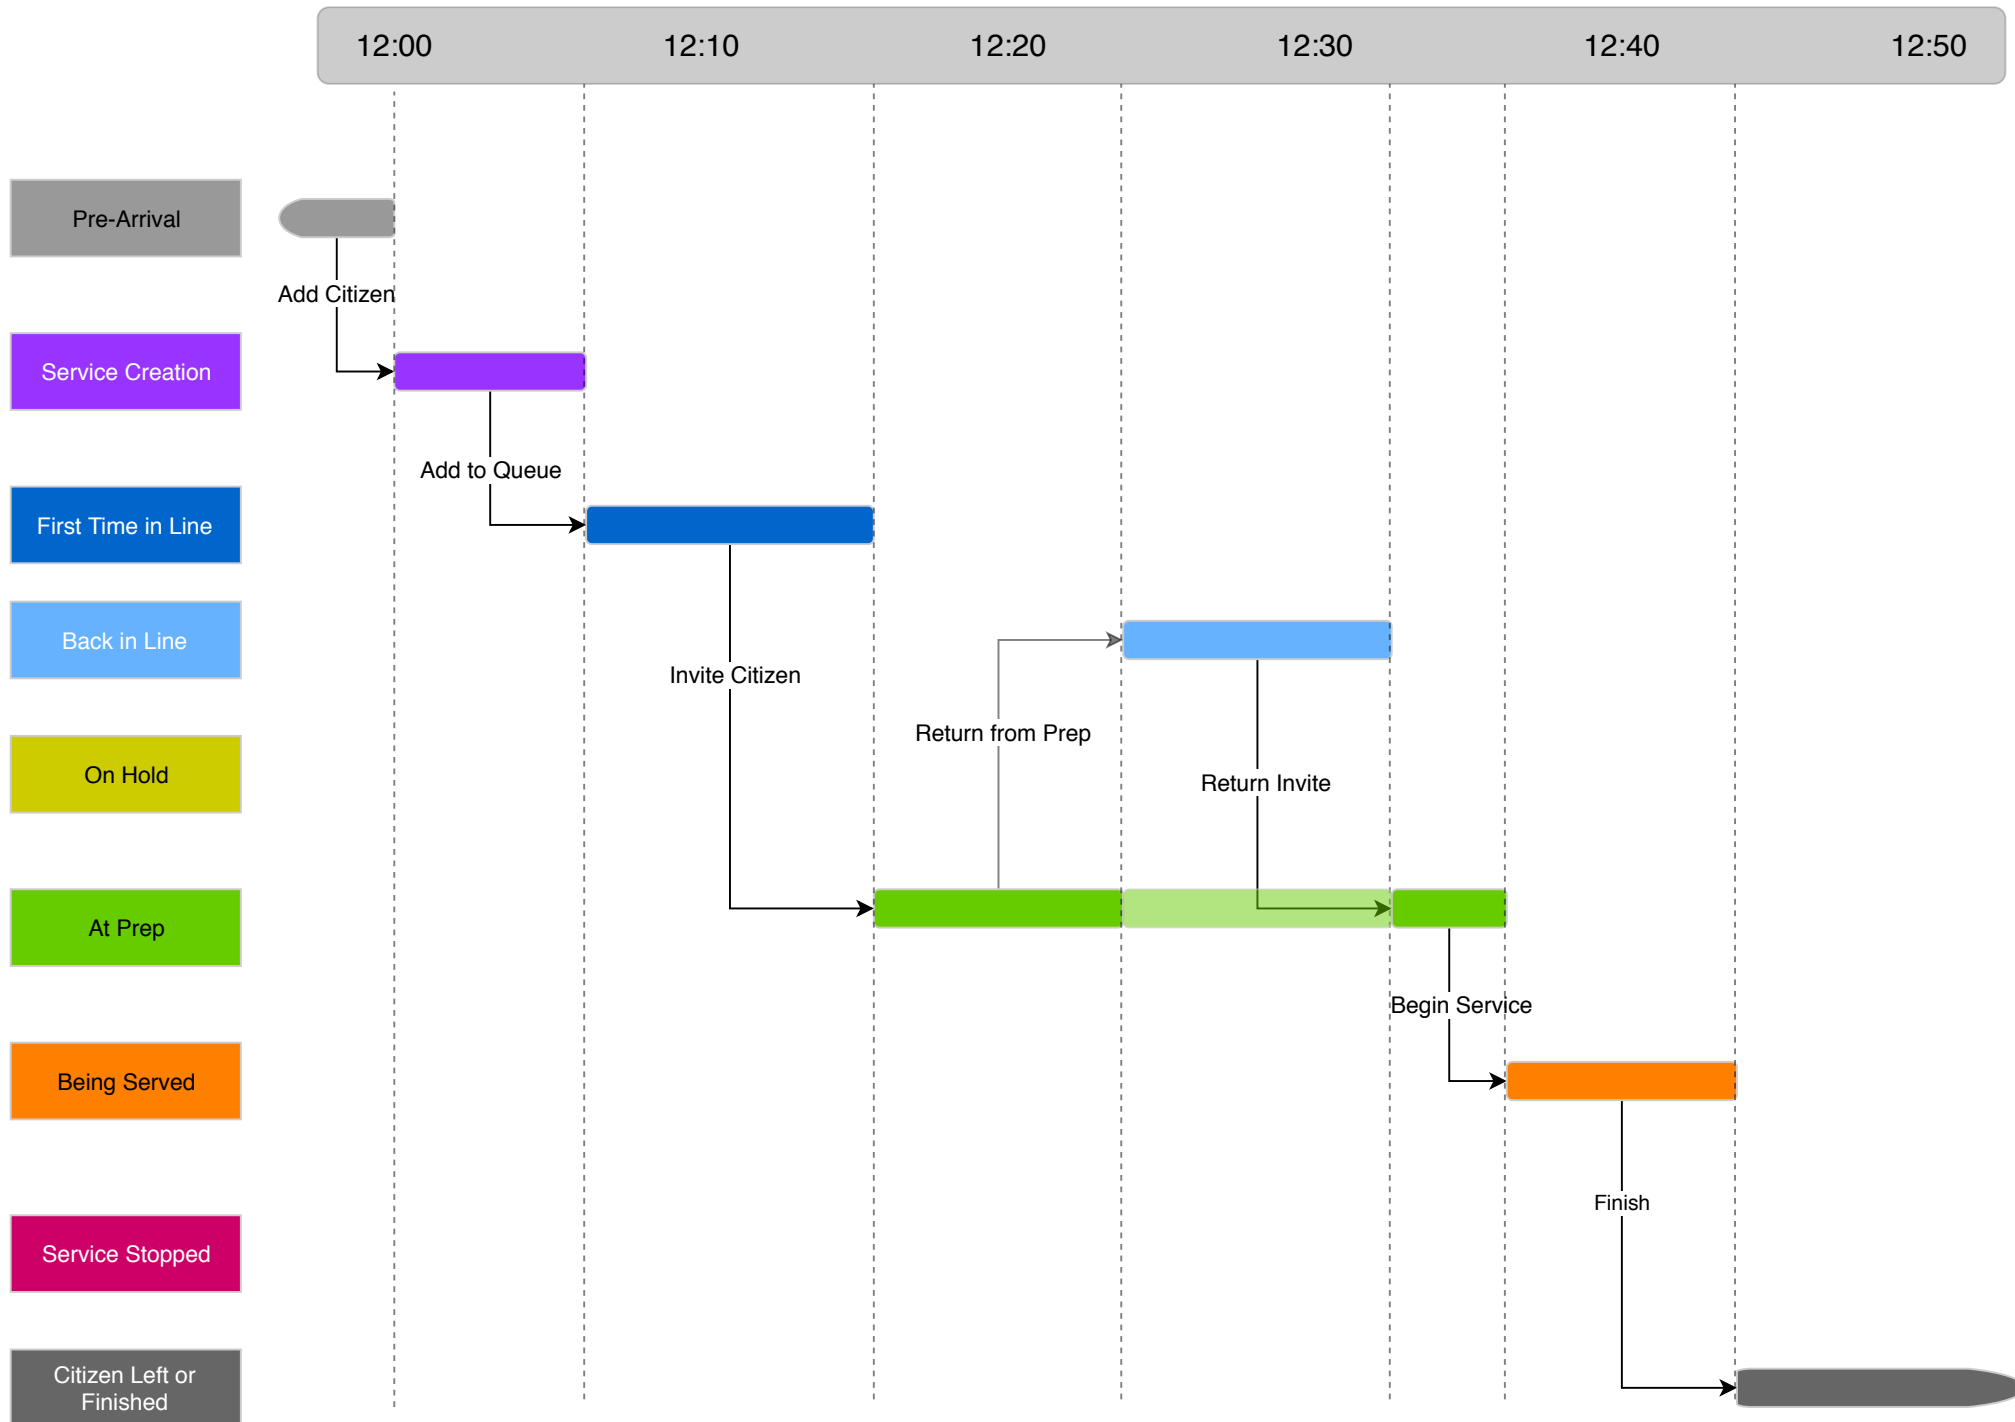 12:00
12:10
12:20
12:30
12:40
12:50
Pre-Arrival
Add Citizen
Service Creation
Add to Queue
First Time in Line
Back in Line
Invite Citizen
Return from Prep
On Hold
Return Invite
At Prep
Begin Service
Being Served
Finish
Service Stopped
Citizen Left or
Finished